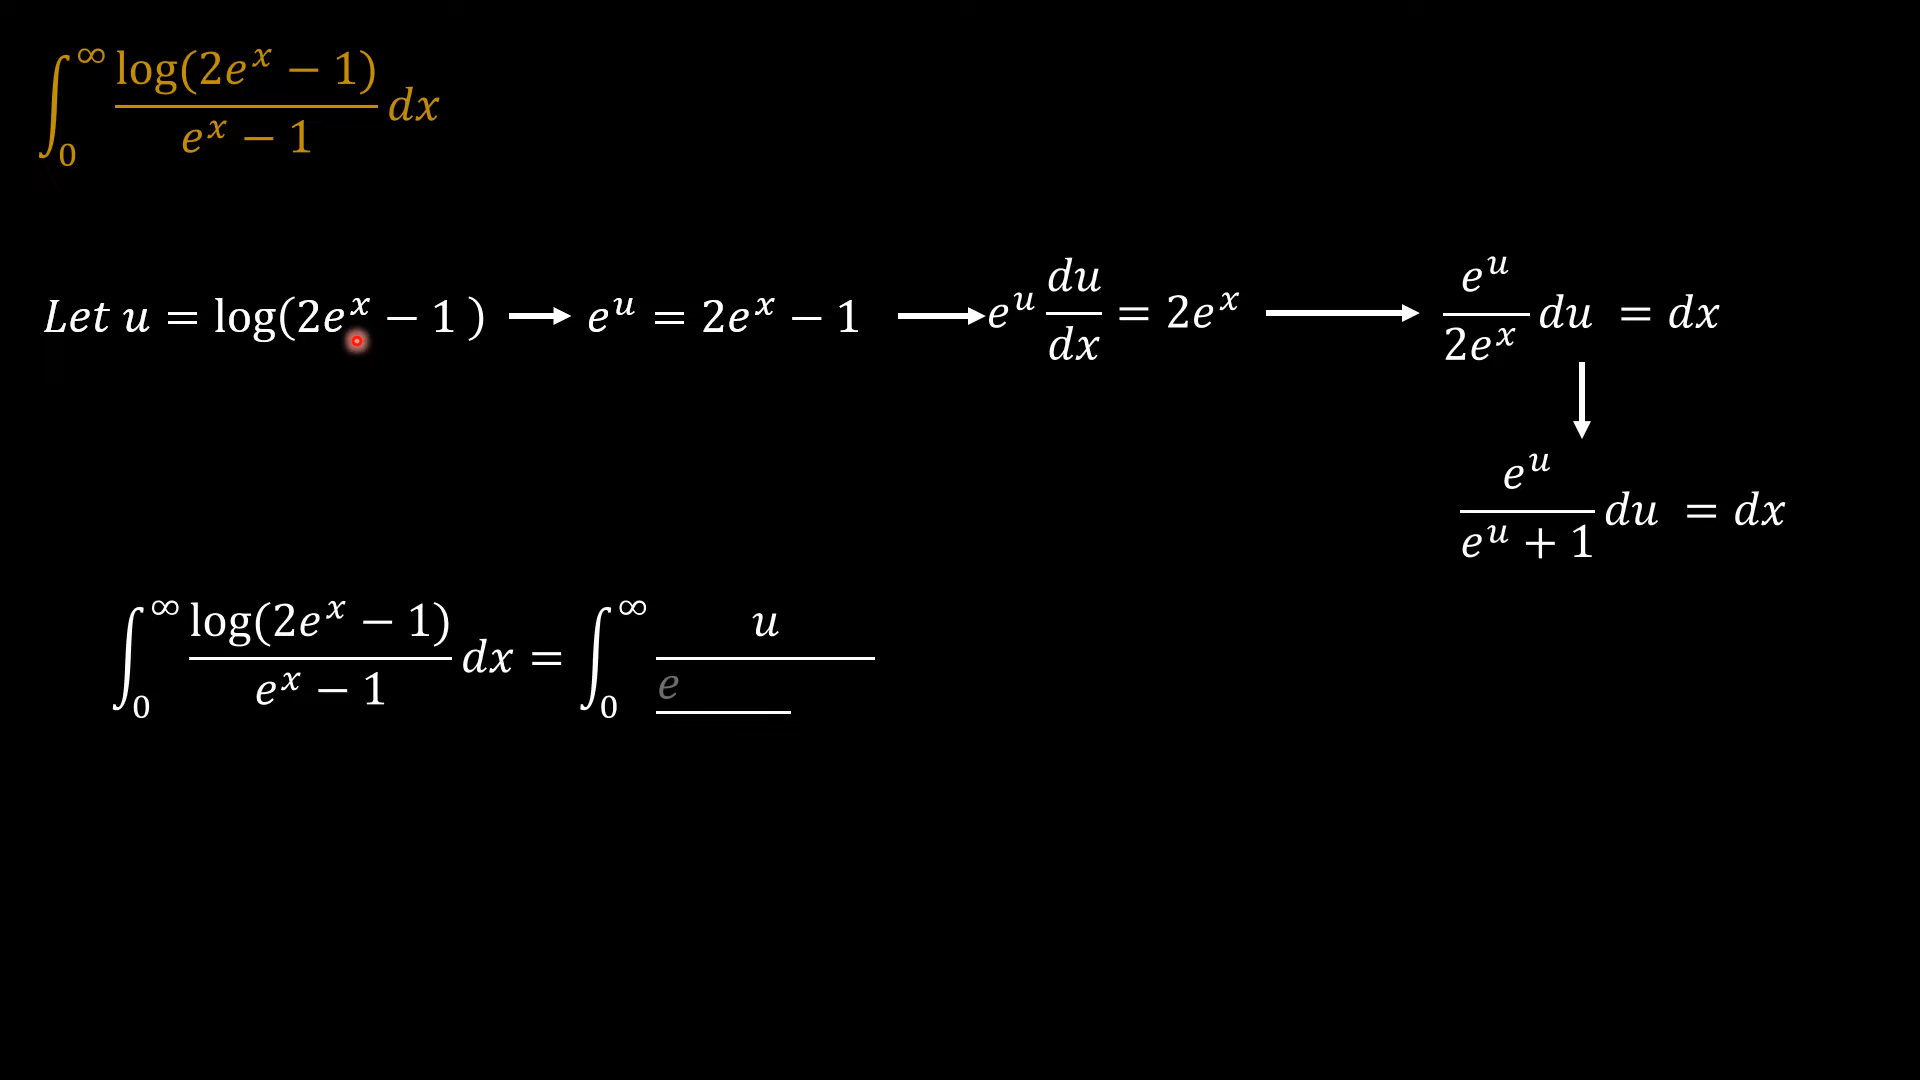 ∫₀^∞ log(2e^x − 1) / (e^x − 1) dx
Let u = log(2e^x − 1 ) → e^u = 2e^x − 1 → e^u du/dx = 2e^x → e^u / 2e^x du = dx
e^u / (e^u + 1) du = dx
∫₀^∞ log(2e^x − 1) / (e^x − 1) dx = ∫₀^∞ u / e